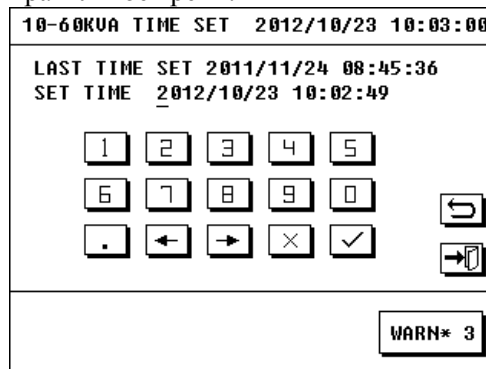 10-60KVA TIME SET 2012/10/23 10:03:00
LAST TIME SET 2011/11/24 08:45:36
SET TIME 2012/10/23 10:02:49
1 2 3 4 5
6 7 8 9 0
.
WARN* 3